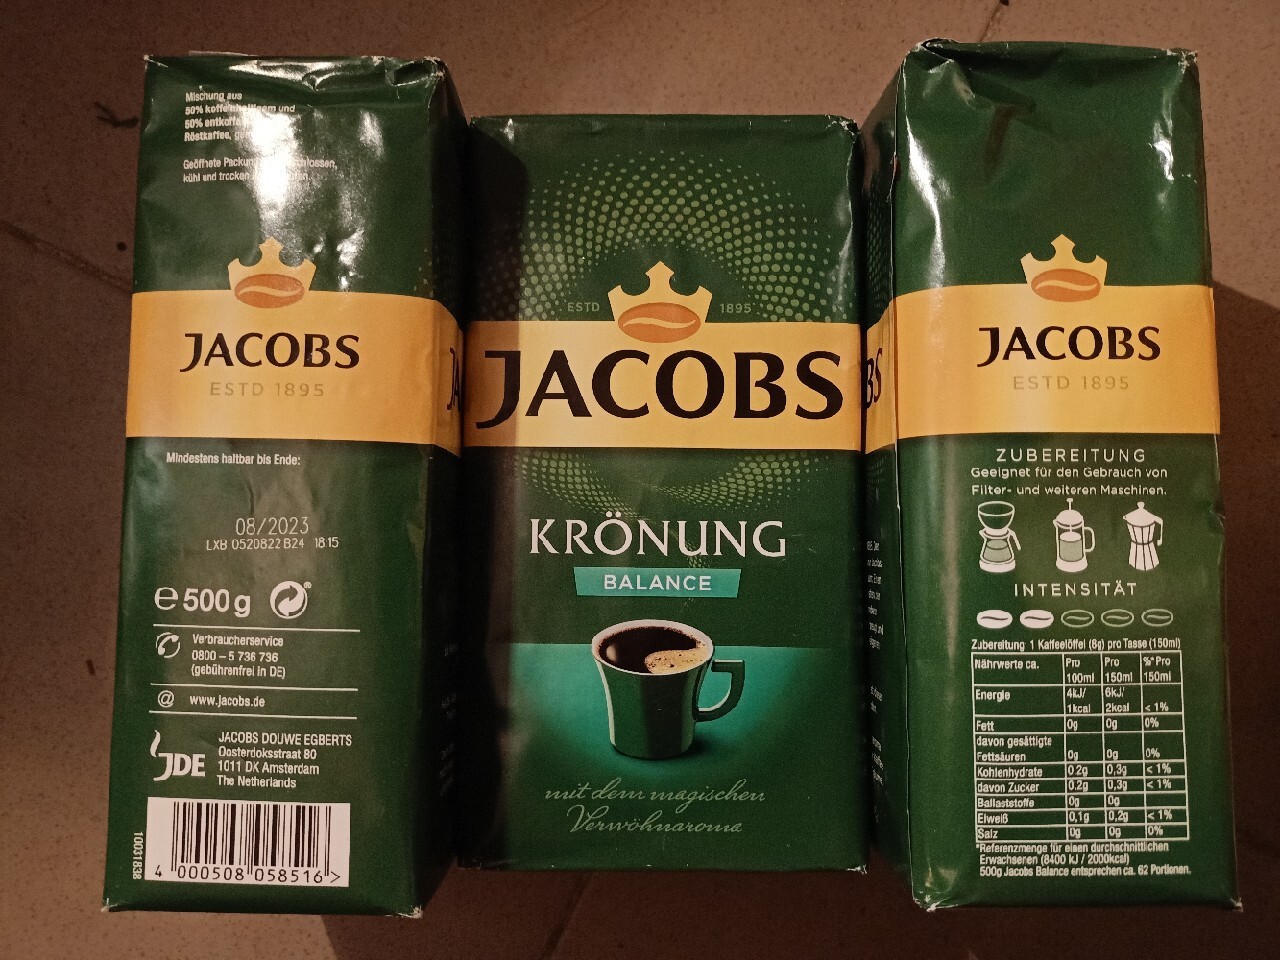 Mischung aus
50% koffeinhaltigem und
50% entkoffe
Röstkaffee,
Geöffnete Packun
kühl und trocken
JACOBS
ESTD 1895
Mindestens haltbar bis Ende:
08/2023
LXB 0520822 B24 1815
e 500g
Verbraucherservice
0800 – 5 736 736
(gebührenfrei in DE)
@ www.jacobs.de
JDE
JACOBS DOUWE EGBERTS
Oosterdoksstraat 80
1011 DK Amsterdam
The Netherlands
10031838
4 000508 058516 >
ESTD 1895
JACOBS
KRÖNUNG
BALANCE
mit dem magischen
Verwöhnaroma
BS
JACOBS
ESTD 1895
ZUBEREITUNG
Geeignet für den Gebrauch von
Filter- und weiteren Maschinen.
INTENSITÄT
Zubereitung 1 Kaffeelöffel (8g) pro Tasse (150ml)
Nährwerte ca. Pro 100ml Pro 150ml %* Pro 150ml
Energie 4kJ/ 1kcal 6kJ/ 2kcal < 1%
Fett 0g 0g 0%
davon gesättigte Fettsäuren 0g 0g 0%
Kohlenhydrate 0.2g 0,3g < 1%
davon Zucker 0.2g 0,3g < 1%
Ballaststoffe 0g 0g
Eiweiß 0,1g 0,2g < 1%
Salz 0g 0g 0%
*Referenzmenge für einen durchschnittlichen
Erwachsenen (8400 kJ / 2000kcal)
500g Jacobs Balance entsprechen ca. 62 Portionen.